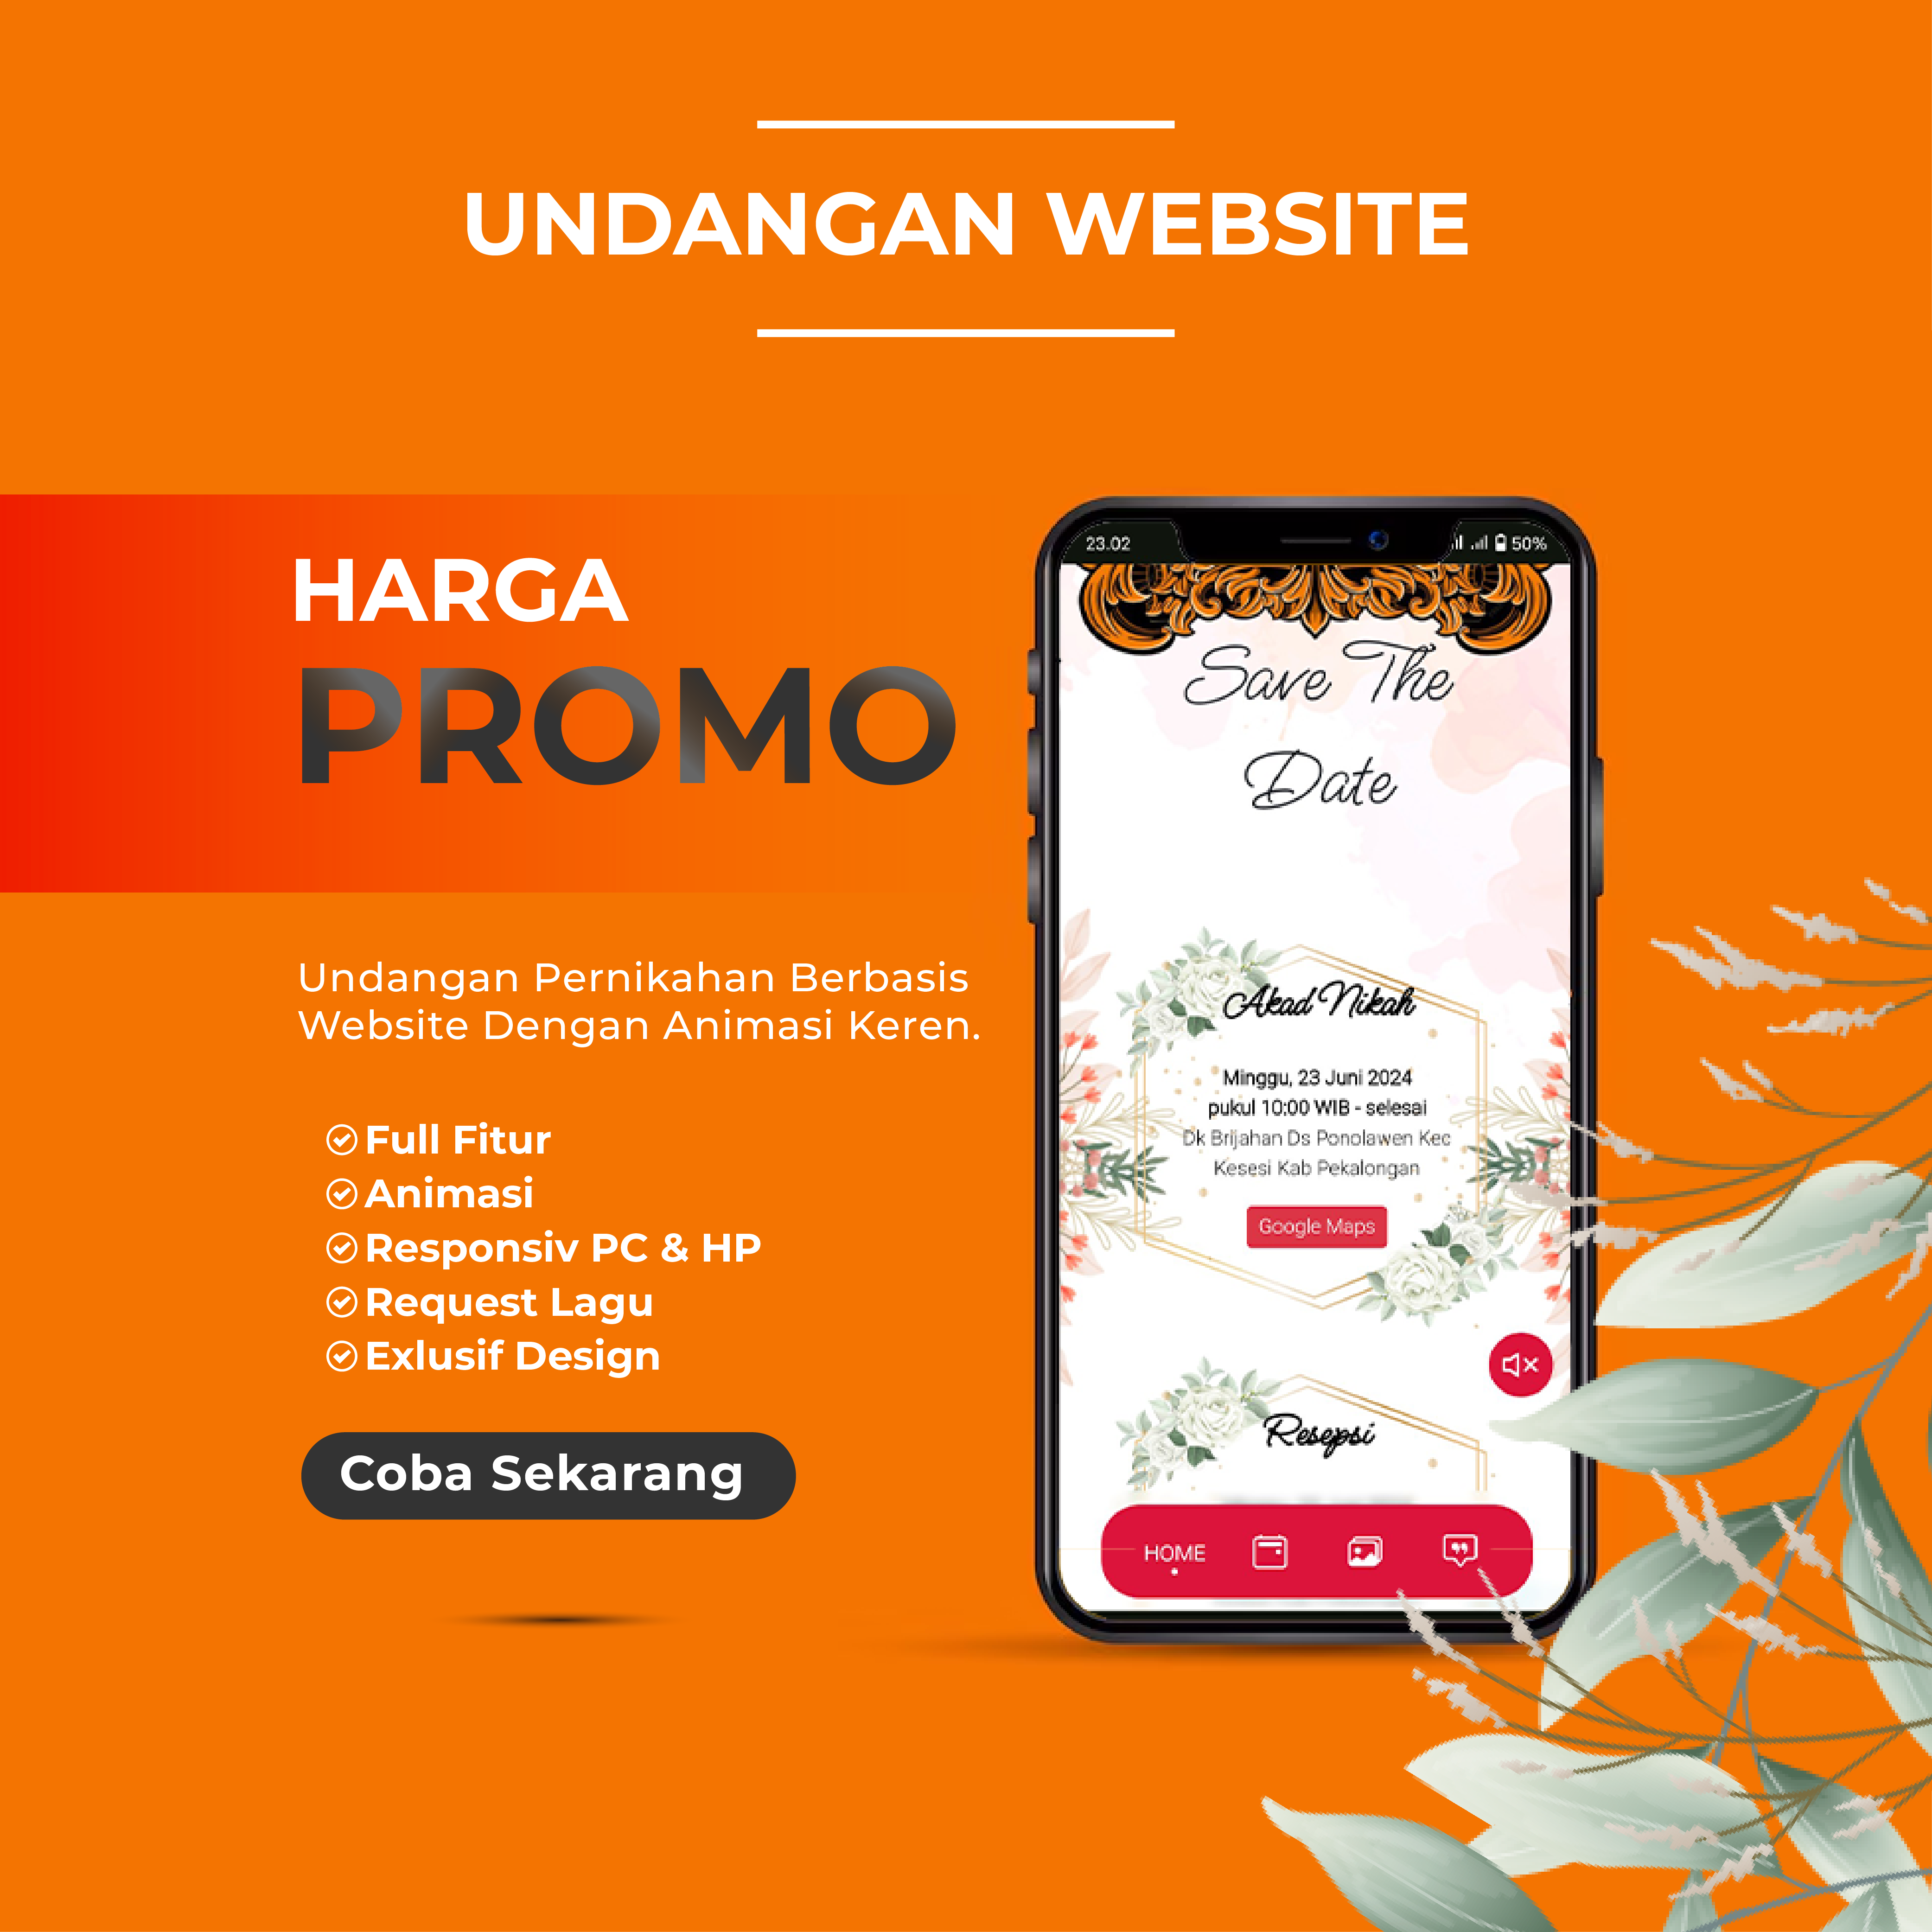 UNDANGAN WEBSITE
HARGA
PROMO
Undangan Pernikahan Berbasis
Website Dengan Animasi Keren.
Full Fitur
Animasi
Responsiv PC & HP
Request Lagu
Exlusif Design
Coba Sekarang
23.02
50%
Save The
Date
Akad Nikah
Minggu, 23 Juni 2024
pukul 10:00 WIB - selesai
Dk Brijahan Ds Ponolawen Kec
Kesesi Kab Pekalongan
Google Maps
Resepsi
HOME